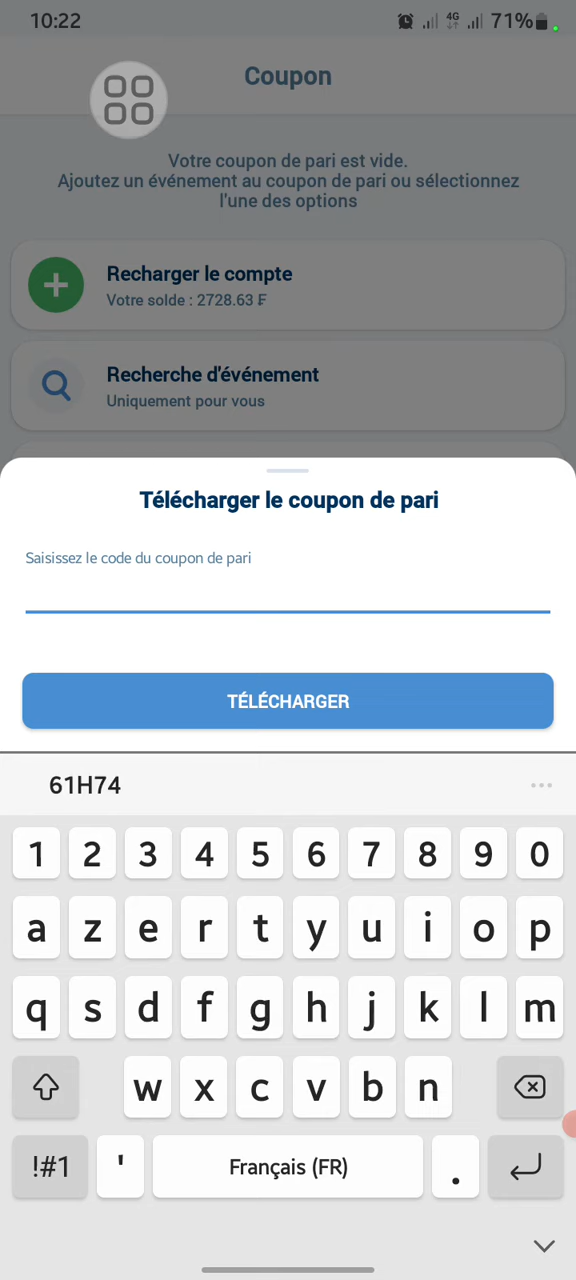 10:22
4G
71%
Coupon
Votre coupon de pari est vide.
Ajoutez un événement au coupon de pari ou sélectionnez
l'une des options
Recharger le compte
Votre solde : 2728.63 ₣
Recherche d'événement
Uniquement pour vous
Télécharger le coupon de pari
Saisissez le code du coupon de pari
TÉLÉCHARGER
61H74
1 2 3 4 5 6 7 8 9 0
a z e r t y u i o p
q s d f g h j k l m
w x c v b n
!#1 ' Français (FR) .